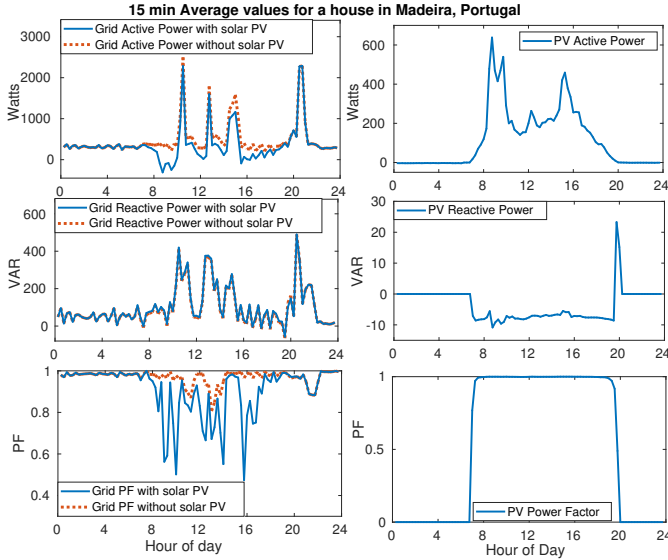 15 min Average values for a house in Madeira, Portugal
Grid Active Power with solar PV
Grid Active Power without solar PV
Watts
3000
2000
1000
0
0 4 8 12 16 20 24
PV Active Power
Watts
600
400
200
0
0 4 8 12 16 20 24
Grid Reactive Power with solar PV
Grid Reactive Power without solar PV
VAR
600
400
200
0
0 4 8 12 16 20 24
PV Reactive Power
30
20
10
0
-10
0 4 8 12 16 20 24
PF
1
0.8
0.6
0.4
Grid PF with solar PV
Grid PF without solar PV
0 4 8 12 16 20 24
Hour of day
PF
1
0.5
0
PV Power Factor
0 4 8 12 16 20 24
Hour of Day